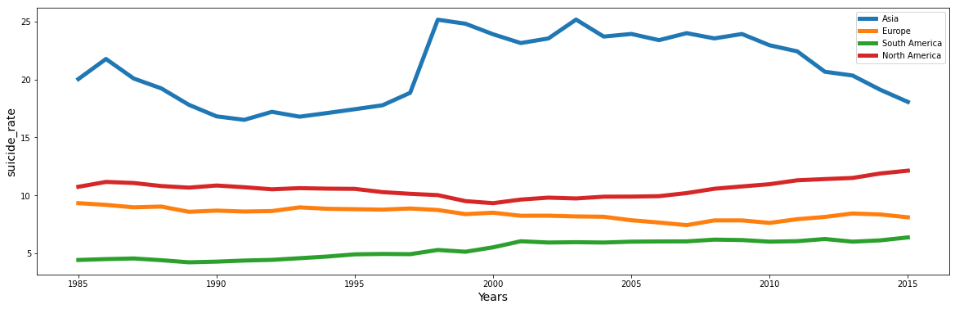 25
20
15
10
5
suicide_rate
1985
1990
1995
2000
2005
2010
2015
Years
Asia
Europe
South America
North America